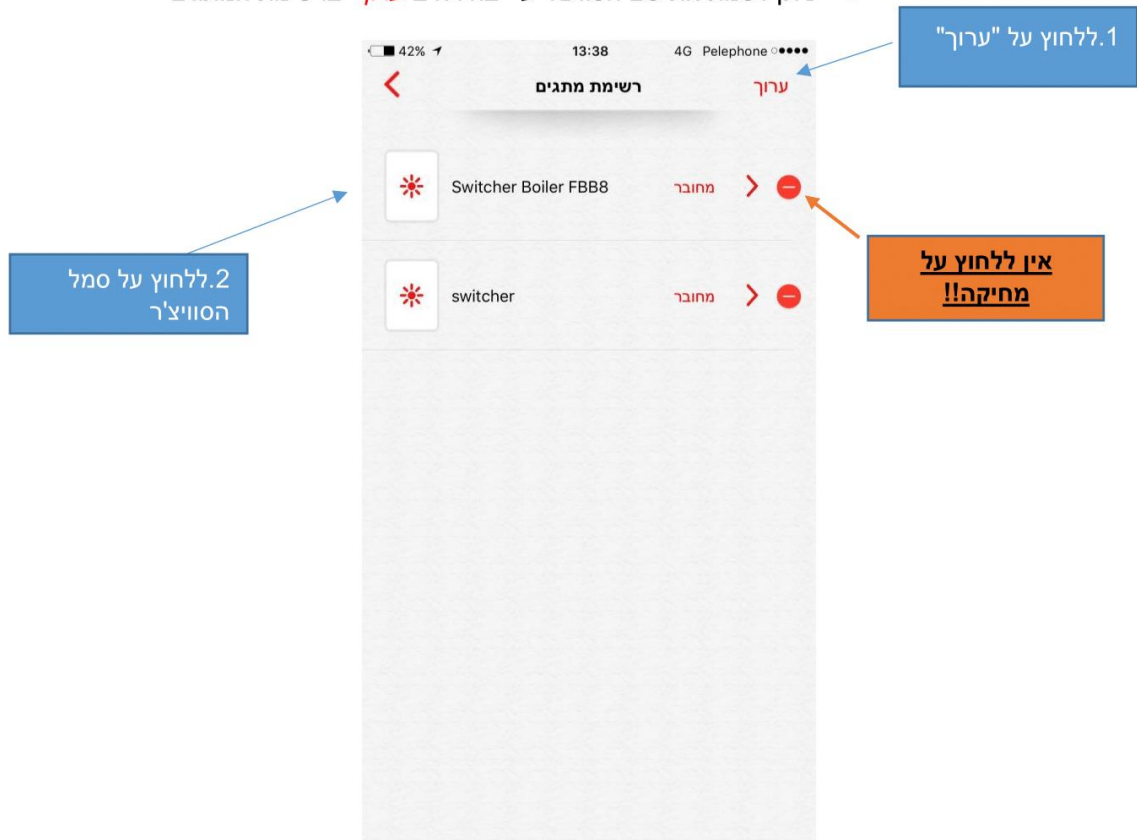 1.ללחוץ על "ערוך"
42% 13:38 4G Pelephone
רשימת מתגים ערוך
Switcher Boiler FBB8 מחובר
אין ללחוץ על
מחיקה!!
2.ללחוץ על סמל
הסוויצ'ר
switcher מחובר